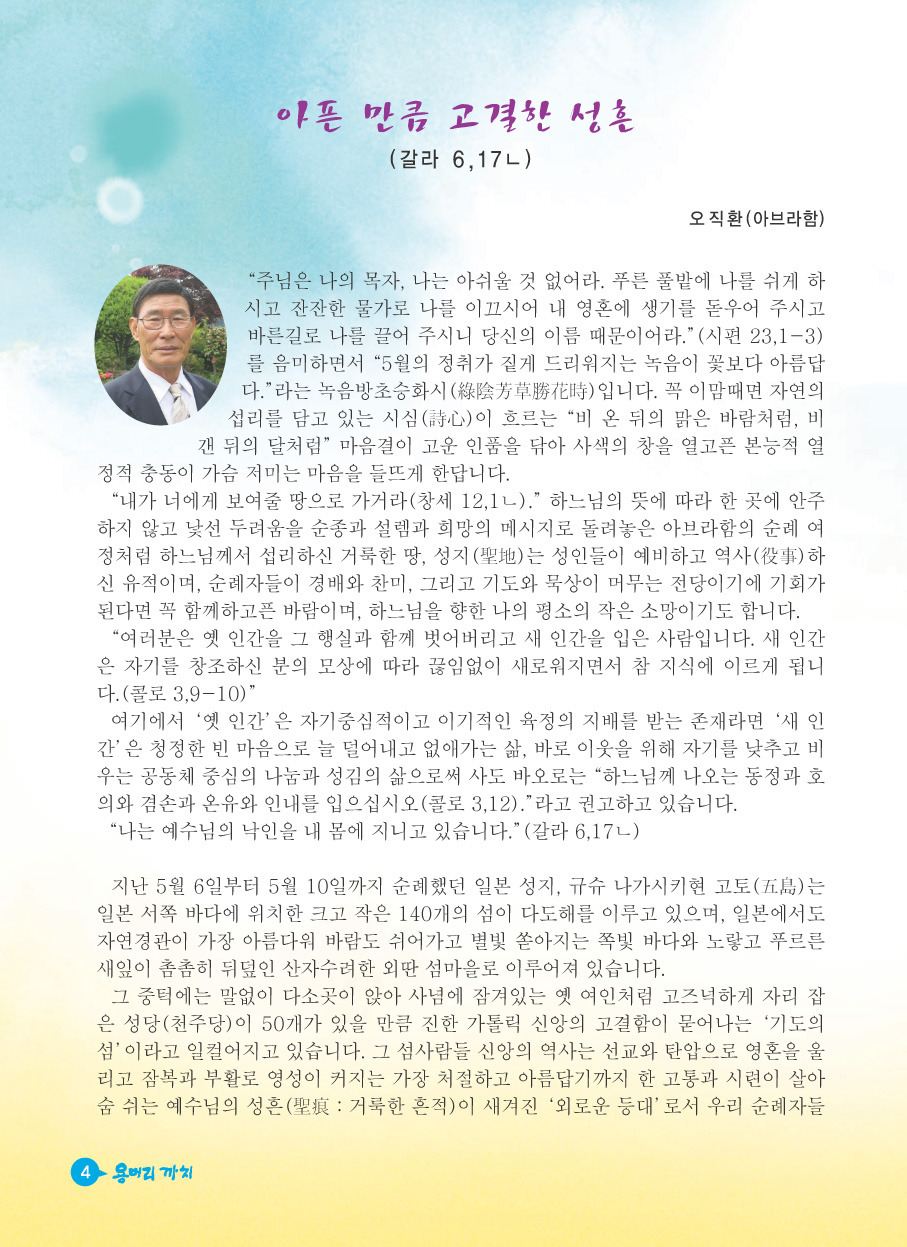 아픈 만큼 고결한 성흔
(갈라 6,17ㄴ)
오직환(아브라함)
“주님은 나의 목자, 나는 아쉬울 것 없어라. 푸른 풀밭에 나를 쉬게 하
시고 잔잔한 물가로 나를 이끄시어 내 영혼에 생기를 돋우어 주시고
바른길로 나를 끌어 주시니 당신의 이름 때문이어라.”(시편 23,1-3)
를 음미하면서 “5월의 정취가 짙게 드리워지는 녹음이 꽃보다 아름답
다.”라는 녹음방초승화시(綠陰芳草勝花時)입니다. 꼭 이맘때면 자연의
섭리를 담고 있는 시심(詩心)이 흐르는 “비 온 뒤의 맑은 바람처럼, 비
갠 뒤의 달처럼” 마음결이 고운 인품을 닦아 사색의 창을 열고픈 본능적 열
정적 충동이 가슴 저미는 마음을 들뜨게 한답니다.
“내가 너에게 보여줄 땅으로 가거라(창세 12,1ㄴ).” 하느님의 뜻에 따라 한 곳에 안주
하지 않고 낯선 두려움을 순종과 설렘과 희망의 메시지로 돌려놓은 아브라함의 순례 여
정처럼 하느님께서 섭리하신 거룩한 땅, 성지(聖地)는 성인들이 예비하고 역사(役事)하
신 유적이며, 순례자들이 경배와 찬미, 그리고 기도와 묵상이 머무는 전당이기에 기회가
된다면 꼭 함께하고픈 바람이며, 하느님을 향한 나의 평소의 작은 소망이기도 합니다.
“여러분은 옛 인간을 그 행실과 함께 벗어버리고 새 인간을 입은 사람입니다. 새 인간
은 자기를 창조하신 분의 모상에 따라 끊임없이 새로워지면서 참 지식에 이르게 됩니
다.(콜로 3,9-10)”
여기에서 ‘옛 인간’은 자기중심적이고 이기적인 육정의 지배를 받는 존재라면 ‘새 인
간’은 청정한 빈 마음으로 늘 덜어내고 없애가는 삶, 바로 이웃을 위해 자기를 낮추고 비
우는 공동체 중심의 나눔과 섬김의 삶으로써 사도 바오로는 “하느님께 나오는 동정과 호
의와 겸손과 온유와 인내를 입으십시오(콜로 3,12).”라고 권고하고 있습니다.
“나는 예수님의 낙인을 내 몸에 지니고 있습니다.”(갈라 6,17ㄴ)
지난 5월 6일부터 5월 10일까지 순례했던 일본 성지, 규슈 나가시키현 고토(五島)는
일본 서쪽 바다에 위치한 크고 작은 140개의 섬이 다도해를 이루고 있으며, 일본에서도
자연경관이 가장 아름다워 바람도 쉬어가고 별빛 쏟아지는 쪽빛 바다와 노랗고 푸르른
새잎이 촘촘히 뒤덮인 산자수려한 외딴 섬마을로 이루어져 있습니다.
그 중턱에는 말없이 다소곳이 앉아 사념에 잠겨있는 옛 여인처럼 고즈넉하게 자리 잡
은 성당(천주당)이 50개가 있을 만큼 진한 가톨릭 신앙의 고결함이 묻어나는 ‘기도의
섬’이라고 일컬어지고 있습니다. 그 섬사람들 신앙의 역사는 선교와 탄압으로 영혼을 울
리고 잠복과 부활로 영성이 커지는 가장 처절하고 아름답기까지 한 고통과 시련이 살아
숨 쉬는 예수님의 성흔(聖痕 : 거룩한 흔적)이 새겨진 ‘외로운 등대’로서 우리 순례자들
4 용머리 까치